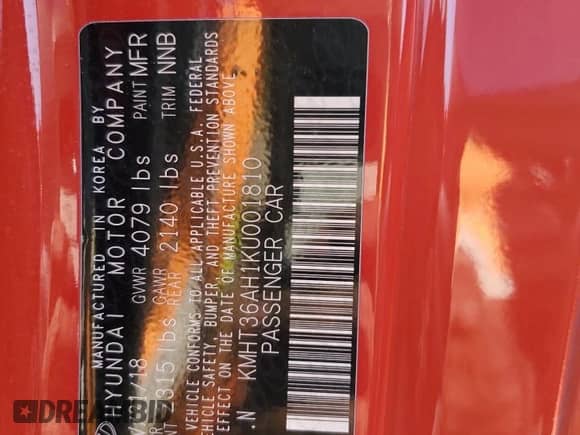 MANUFACTURED IN KOREA BY
HYUNDAI MOTOR COMPANY
/18 GVWR 4079 lbs PAINT MFR
315 lbs GAWR REAR 2140 lbs TRIM NNB
VEHICLE CONFORMS TO ALL APPLICABLE U.S.A. FEDERAL
VEHICLE SAFETY, BUMPER, AND THEFT PREVENTION STANDARDS
ON THE DATE OF MANUFACTURE SHOWN ABOVE
.N KMHT36AH1KU001810
PASSENGER CAR
DREAMBID